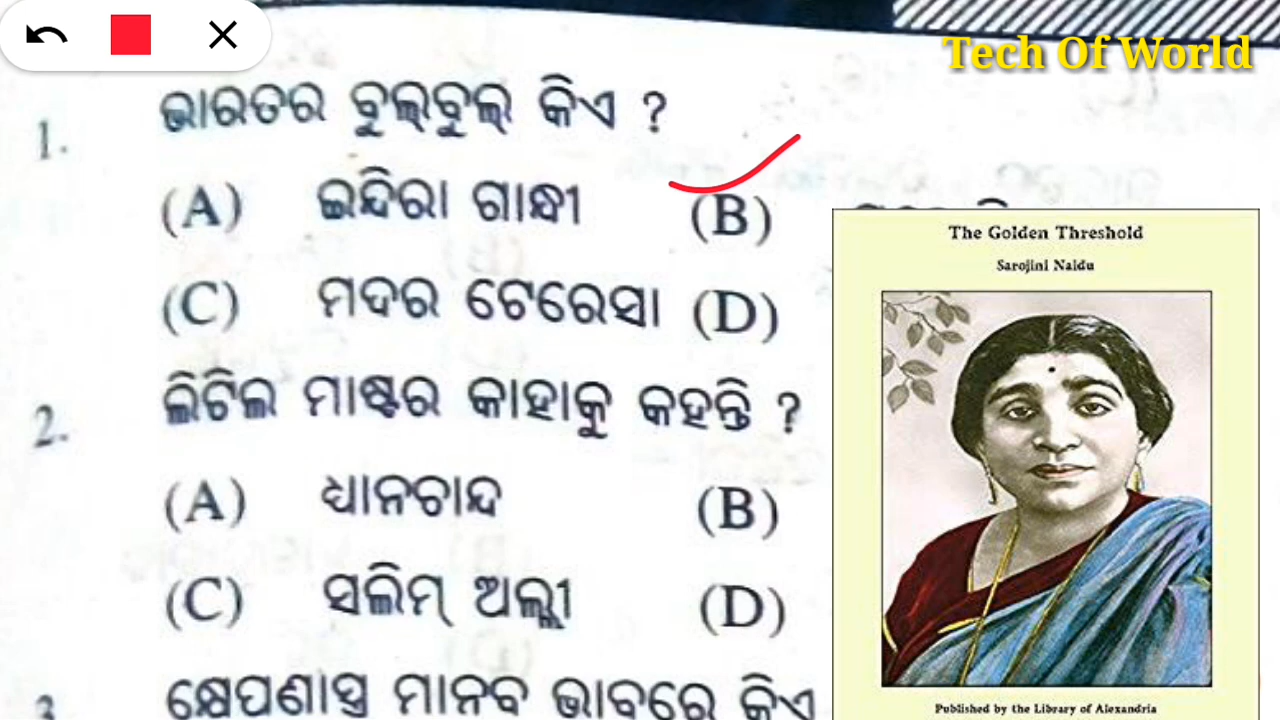 Tech Of World
1. ଭାରତର ବୁଲ୍‌ବୁଲ୍ କିଏ ?
(A) ଇନ୍ଦିରା ଗାନ୍ଧୀ (B)
(C) ମଦର ଟେରେସା (D)
2. ଲିଟିଲ ମାଷ୍ଟର କାହାକୁ କହନ୍ତି ?
(A) ଧ୍ୟାନଚାନ୍ଦ (B)
(C) ସଲିମ୍ ଅଲ୍ଲୀ (D)
3. କ୍ଷେପଣାସ୍ତ୍ର ମାନବ ଭାବରେ କିଏ
The Golden Threshold
Sarojini Naidu
Published by the Library of Alexandria